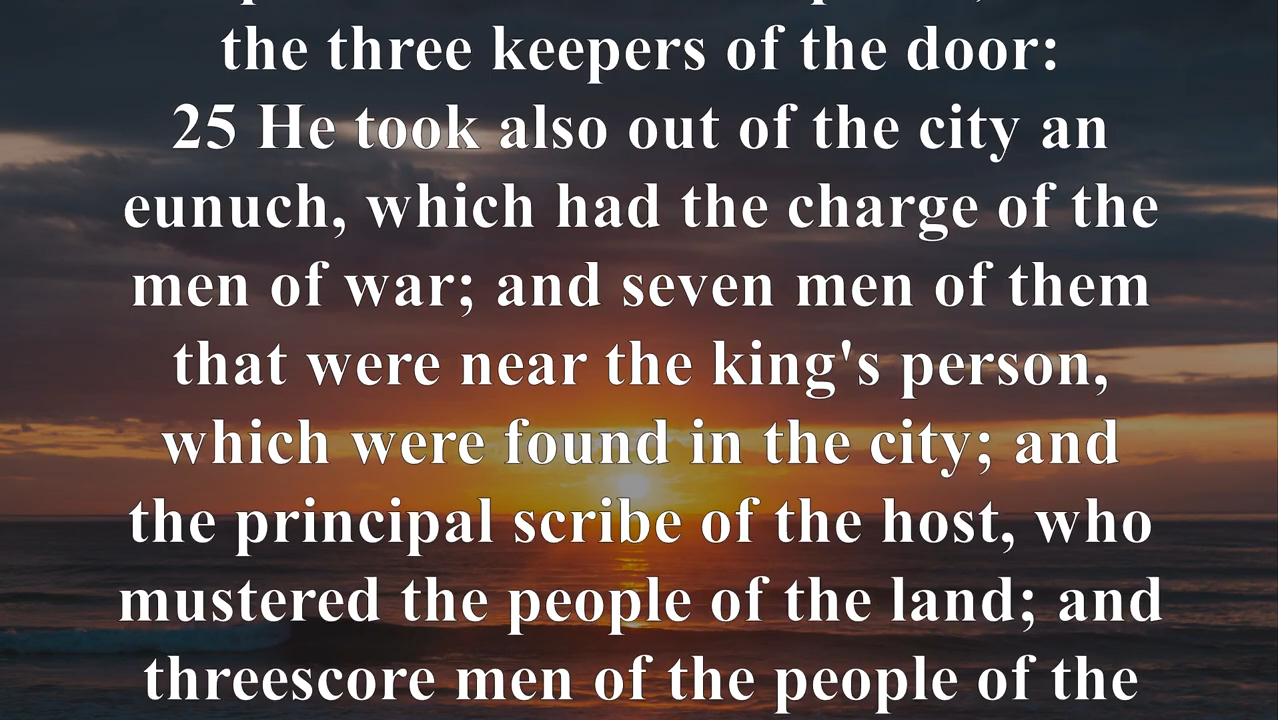 the three keepers of the door:
25 He took also out of the city an
eunuch, which had the charge of the
men of war; and seven men of them
that were near the king's person,
which were found in the city; and
the principal scribe of the host, who
mustered the people of the land; and
threescore men of the people of the